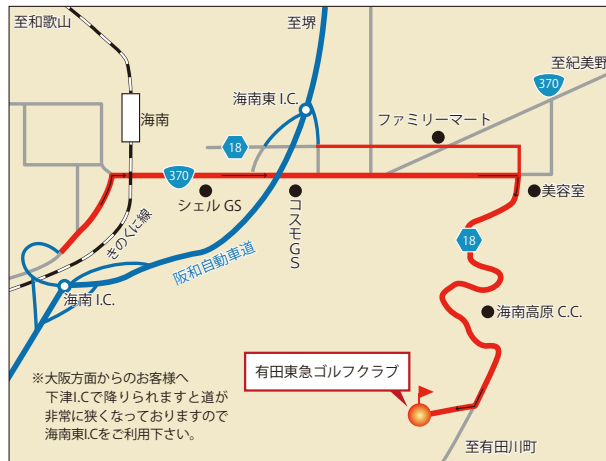 至和歌山
至堺
至紀美野
370
海南東 I.C.
ファミリーマート
海南
18
370
シェル GS
コスモGS
美容室
きのくに線
18
阪和自動車道
海南 I.C.
海南高原 C.C.
有田東急ゴルフクラブ
※大阪方面からのお客様へ
下津I.Cで降りられますと道が
非常に狭くなっておりますので
海南東I.Cをご利用下さい。
至有田川町